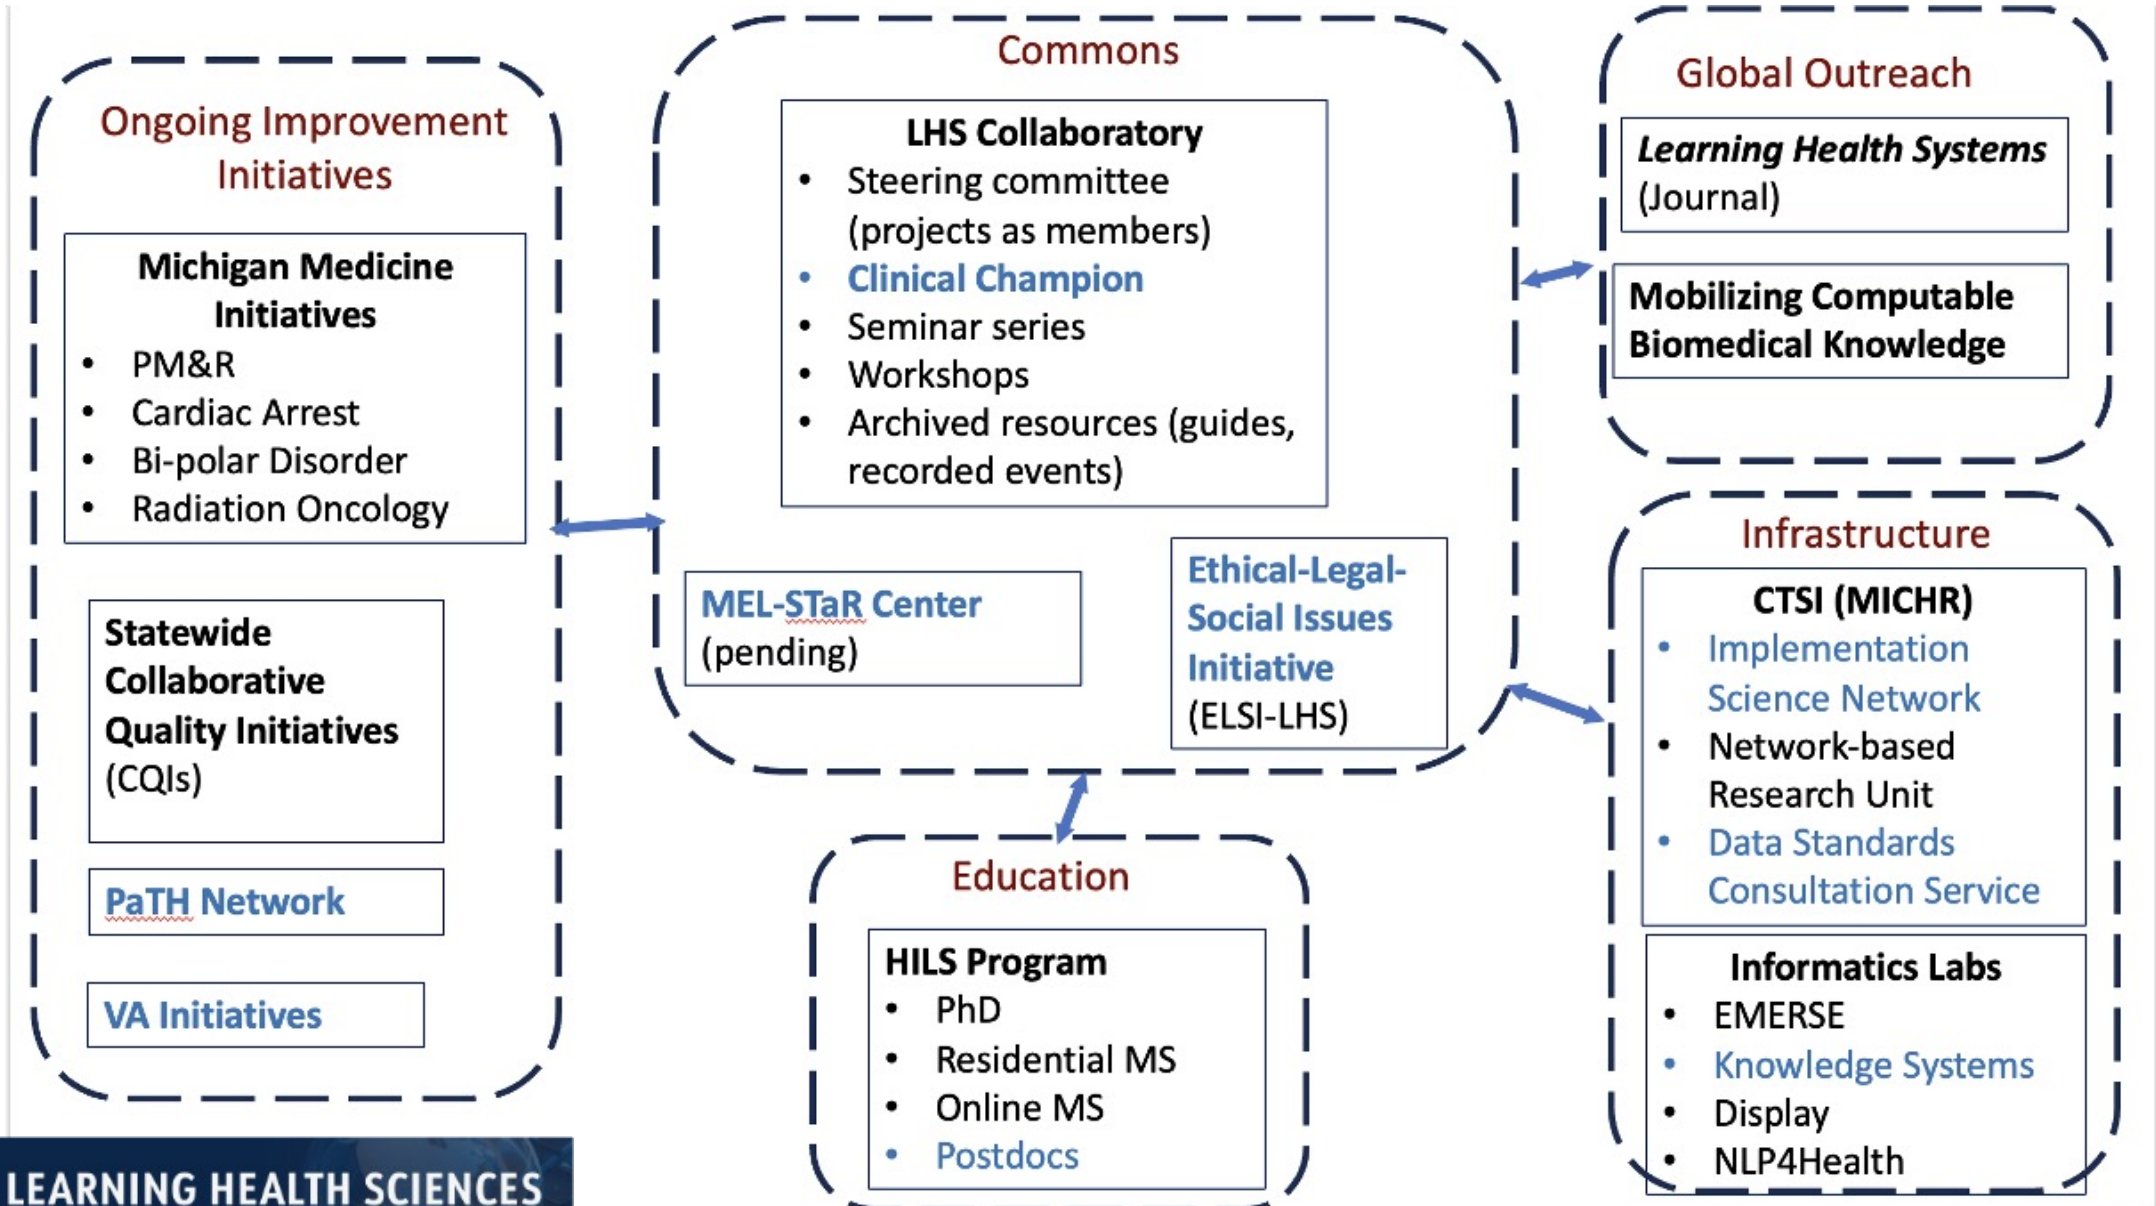 Ongoing Improvement
Initiatives
Michigan Medicine
Initiatives
• PM&R
• Cardiac Arrest
• Bi-polar Disorder
• Radiation Oncology
Statewide
Collaborative
Quality Initiatives
(CQIs)
PaTH Network
VA Initiatives
LEARNING HEALTH SCIENCES
Commons
LHS Collaboratory
• Steering committee
(projects as members)
• Clinical Champion
• Seminar series
• Workshops
• Archived resources (guides,
recorded events)
MEL-STaR Center
(pending)
Ethical-Legal-
Social Issues
Initiative
(ELSI-LHS)
Education
HILS Program
• PhD
• Residential MS
• Online MS
• Postdocs
Global Outreach
Learning Health Systems
(Journal)
Mobilizing Computable
Biomedical Knowledge
Infrastructure
CTSI (MICHR)
• Implementation
Science Network
• Network-based
Research Unit
• Data Standards
Consultation Service
Informatics Labs
• EMERSE
• Knowledge Systems
• Display
• NLP4Health